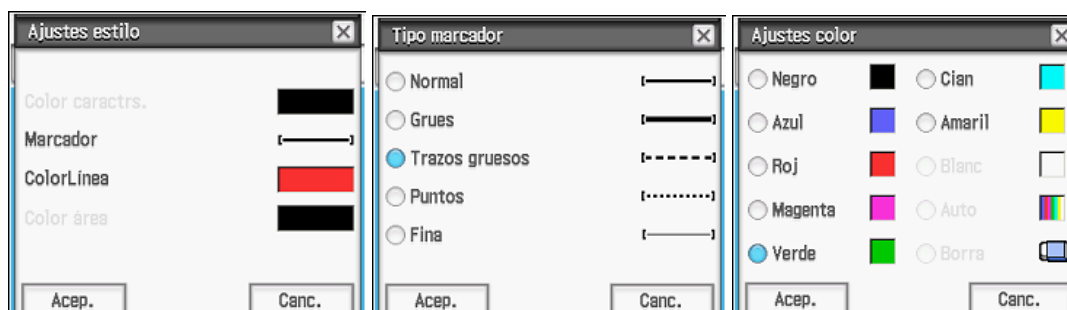 Ajustes estilo
Color caractrs.
Marcador
ColorLínea
Color área
Acep. Canc.
Tipo marcador
Normal
Grues
Trazos gruesos
Puntos
Fina
Acep. Canc.
Ajustes color
Negro Cian
Azul Amaril
Roj Blanc
Magenta Auto
Verde Borra
Acep. Canc.